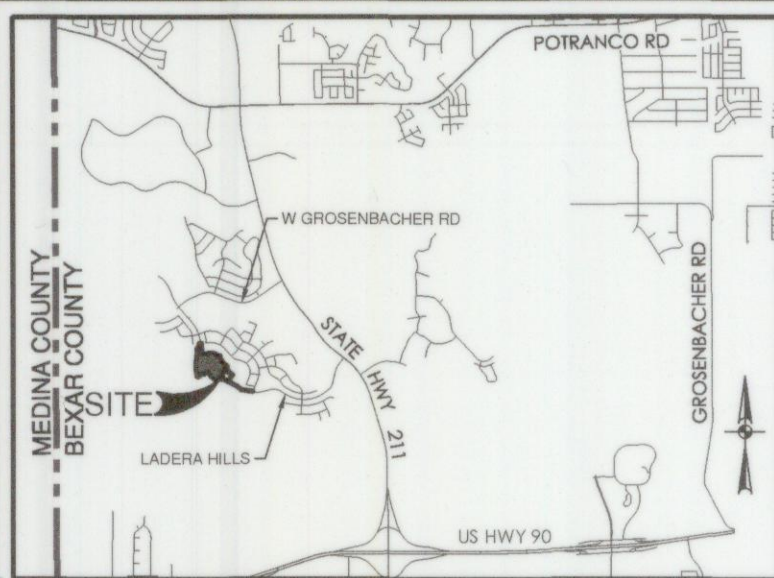 POTRANCO RD
W GROSENBACHER RD
MEDINA COUNTY
BEXAR COUNTY
STATE HWY 211
GROSENBACHER RD
SITE
LADERA HILLS
US HWY 90